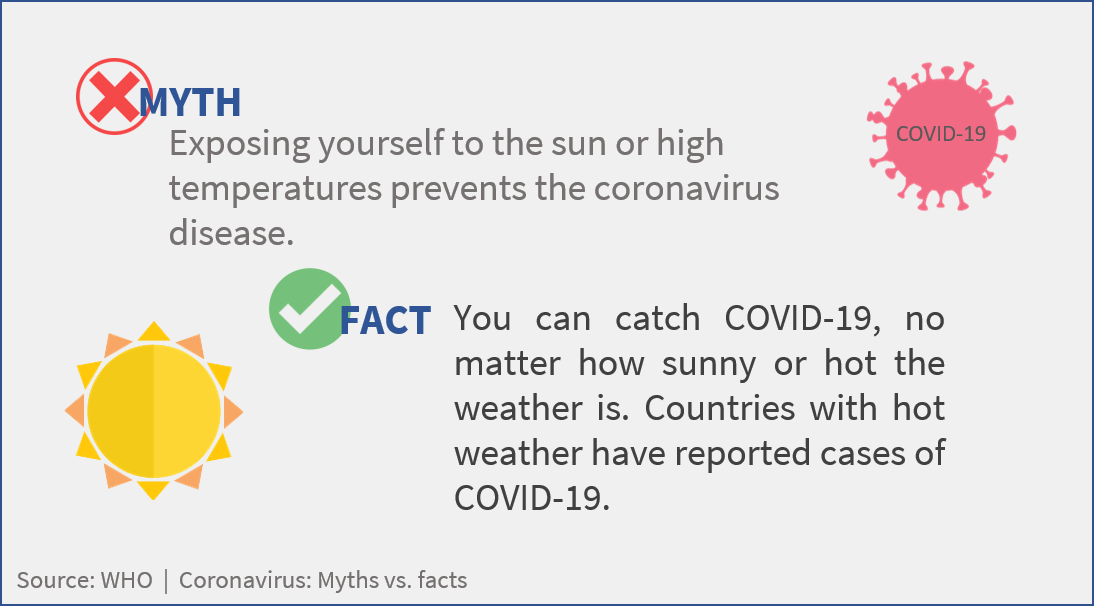 MYTH
Exposing yourself to the sun or high
temperatures prevents the coronavirus
disease.
COVID-19
FACT
You can catch COVID-19, no
matter how sunny or hot the
weather is. Countries with hot
weather have reported cases of
COVID-19.
Source: WHO | Coronavirus: Myths vs. facts